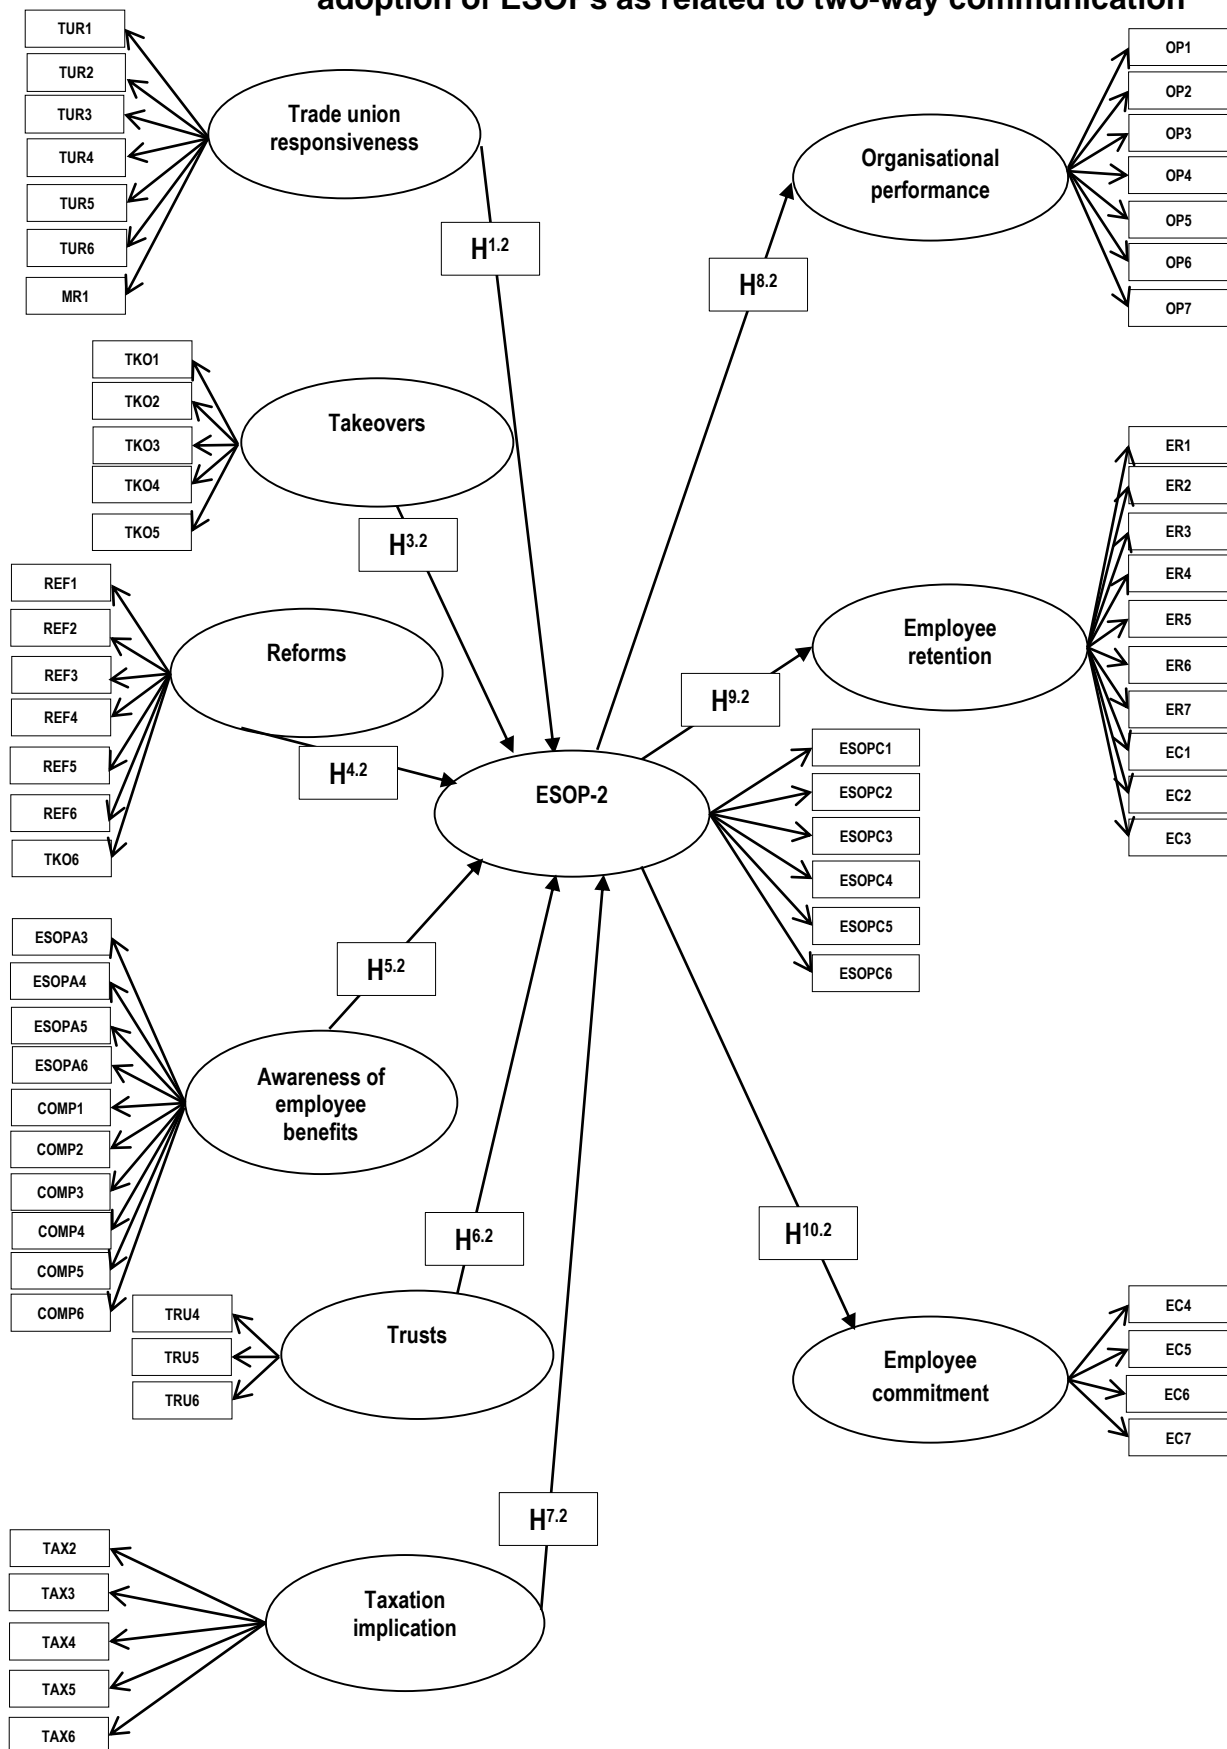 adoption of ESOPs as related to two-way communication
TUR1
TUR2
TUR3
TUR4
TUR5
TUR6
MR1
Trade union
responsiveness
H1.2
TKO1
TKO2
TKO3
TKO4
TKO5
Takeovers
H3.2
REF1
REF2
REF3
REF4
REF5
REF6
TKO6
Reforms
H4.2
ESOPA3
ESOPA4
ESOPA5
ESOPA6
COMP1
COMP2
COMP3
COMP4
COMP5
COMP6
Awareness of
employee
benefits
H5.2
TRU4
TRU5
TRU6
Trusts
H6.2
TAX2
TAX3
TAX4
TAX5
TAX6
Taxation
implication
H7.2
ESOP-2
ESOPC1
ESOPC2
ESOPC3
ESOPC4
ESOPC5
ESOPC6
H8.2
Organisational
performance
OP1
OP2
OP3
OP4
OP5
OP6
OP7
H9.2
Employee
retention
ER1
ER2
ER3
ER4
ER5
ER6
ER7
EC1
EC2
EC3
H10.2
Employee
commitment
EC4
EC5
EC6
EC7